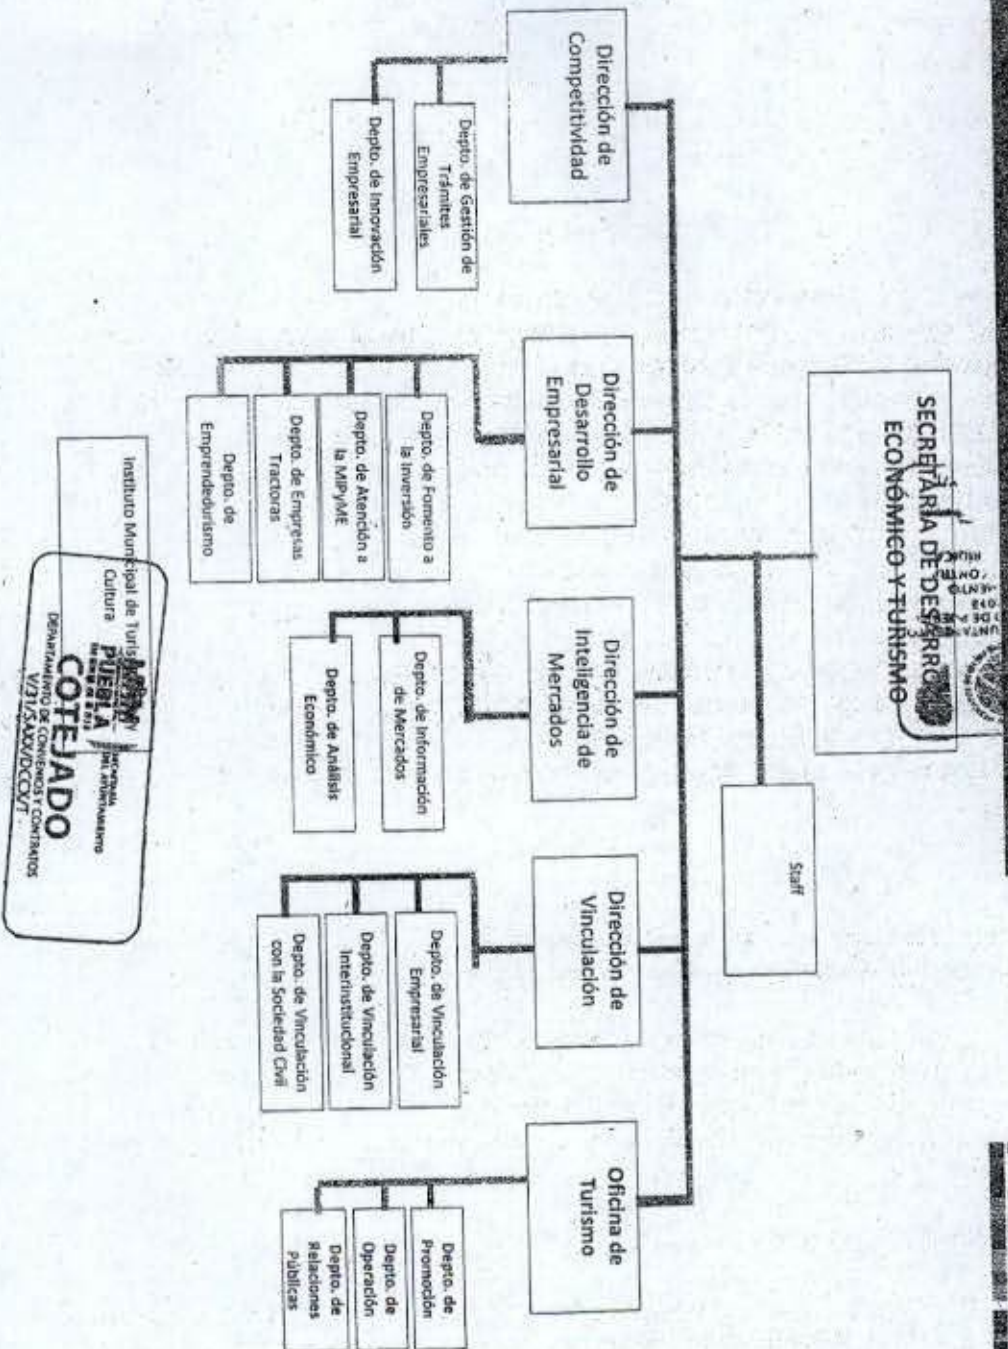 SECRETARÍA DE DESARRO
ECONÓMICO Y TURISMO
Staff
Dirección de
Competitividad
Depto. de Gestión de
Trámites
Empresariales
Depto. de Innovación
Empresarial
Dirección de
Desarrollo
Empresarial
Depto. de Fomento a
la Inversión
Depto. de Atención a
la MIPyME
Depto. de Empresas
Tractoras
Depto. de
Emprendedurismo
Dirección de
Inteligencia de
Mercados
Depto. de Información
de Mercados
Depto. de Análisis
Económico
Dirección de
Vinculación
Depto. de Vinculación
Empresarial
Depto. de Vinculación
Interinstitucional
Depto. de Vinculación
con la Sociedad Civil
Oficina de
Turismo
Depto. de
Promoción
Depto. de
Operación
Depto. de
Relaciones
Públicas
Instituto Municipal de Turis
Cultura
PUEBLA
DEL AYUNTAMIENTO
COTEJADO
DEPARTAMENTO DE CONVENIOS Y CONTRATOS